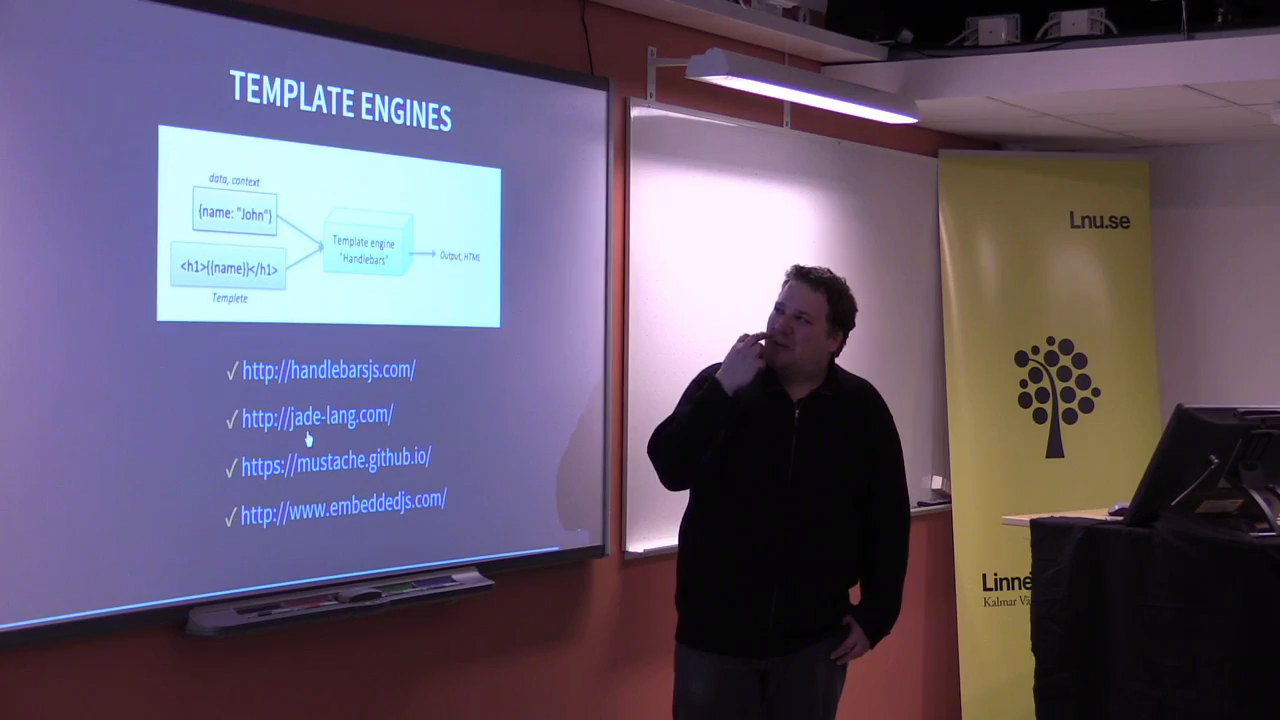 TEMPLATE ENGINES
data, context
{name: "John"}
<h1>{{name}}</h1>
Templete
Template engine
"Handlebars"
Output, HTML
✓ http://handlebarsjs.com/
✓ http://jade-lang.com/
✓ https://mustache.github.io/
✓ http://www.embeddedjs.com/
Lnu.se
Linne
Kalmar Vä